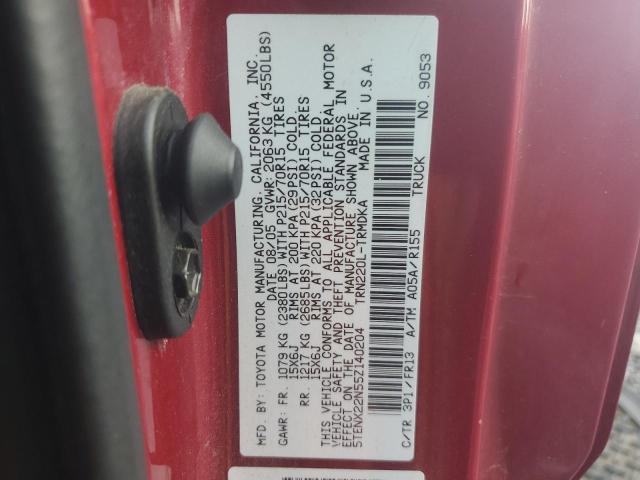 MFD. BY: TOYOTA MOTOR MANUFACTURING, CALIFORNIA, INC.
DATE 08/05 GVWR: 2063KG (4550LBS)
GAWR: FR. 1079 KG (2380LBS) WITH P215/70R15 TIRES
15X6J RIMS AT 200 KPA (29PSI) COLD.
RR. 1217 KG (2685LBS) WITH P215/70R15 TIRES
15X6J RIMS AT 220 KPA (32PSI) COLD.
THIS VEHICLE CONFORMS TO ALL APPLICABLE FEDERAL MOTOR
VEHICLE SAFETY AND THEFT PREVENTION STANDARDS IN
EFFECT ON THE DATE OF MANUFACTURE SHOWN ABOVE.
5TENX22N55Z140204 TRN220L-TRMDKA MADE IN U.S.A.
C/TR 3P1/FR13 A/TM A05A/R155 TRUCK NO. 9053